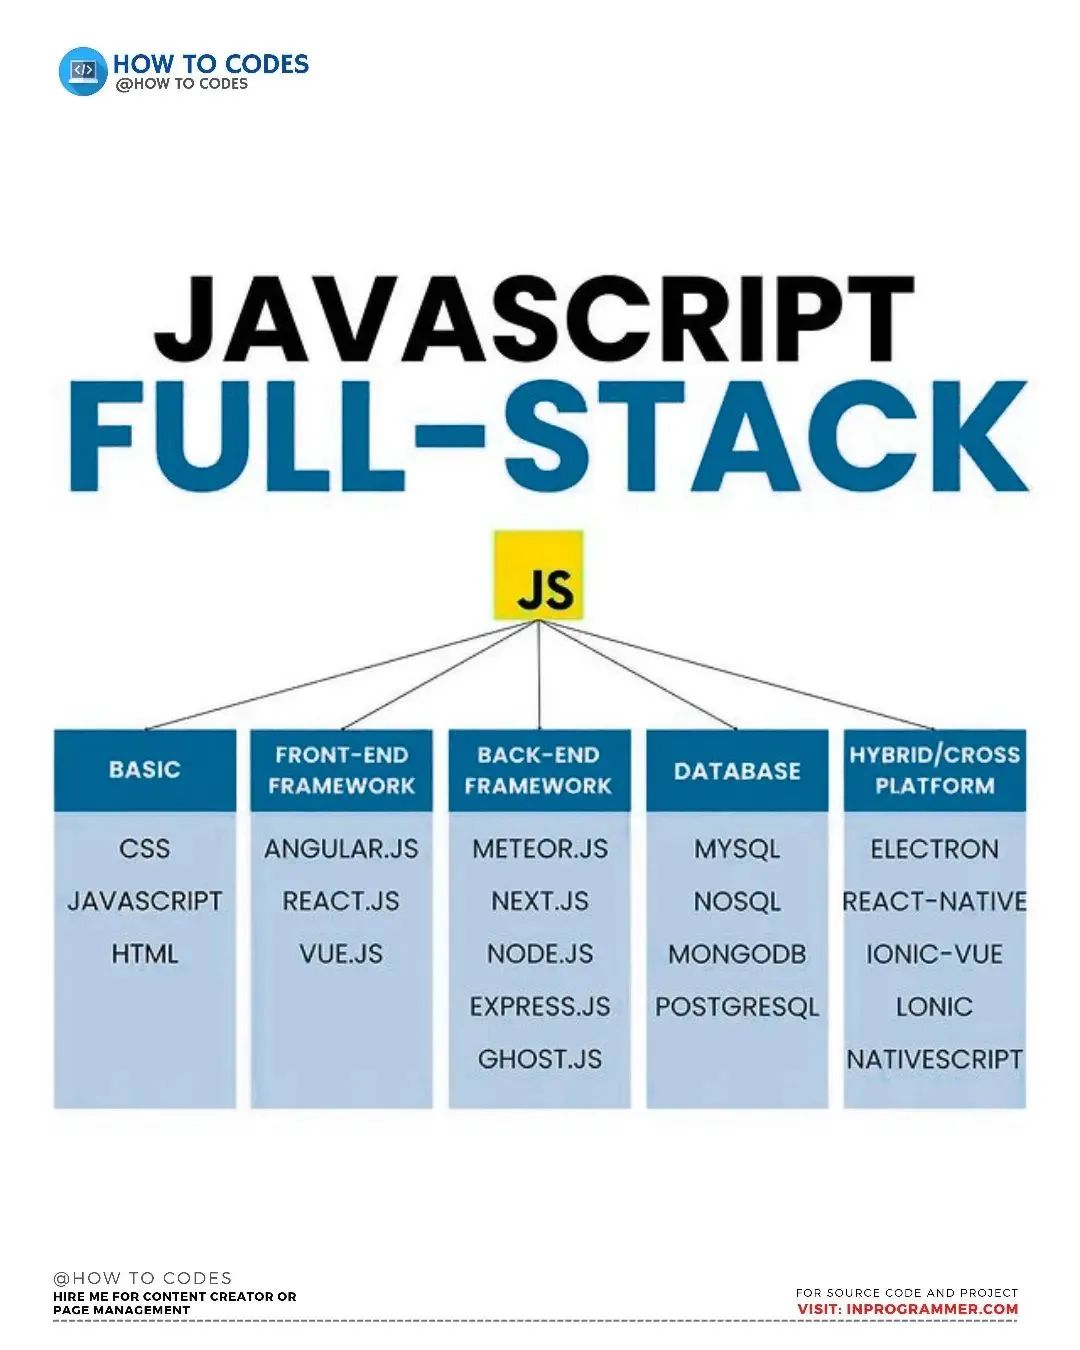 HOW TO CODES
@HOW TO CODES
JAVASCRIPT
FULL-STACK
JS
BASIC
CSS
JAVASCRIPT
HTML
FRONT-END
FRAMEWORK
ANGULAR.JS
REACT.JS
VUE.JS
BACK-END
FRAMEWORK
METEOR.JS
NEXT.JS
NODE.JS
EXPRESS.JS
GHOST.JS
DATABASE
MYSQL
NOSQL
MONGODB
POSTGRESQL
HYBRID/CROSS
PLATFORM
ELECTRON
REACT-NATIVE
IONIC-VUE
LONIC
NATIVESCRIPT
@HOW TO CODES
HIRE ME FOR CONTENT CREATOR OR
PAGE MANAGEMENT
FOR SOURCE CODE AND PROJECT
VISIT: INPROGRAMMER.COM